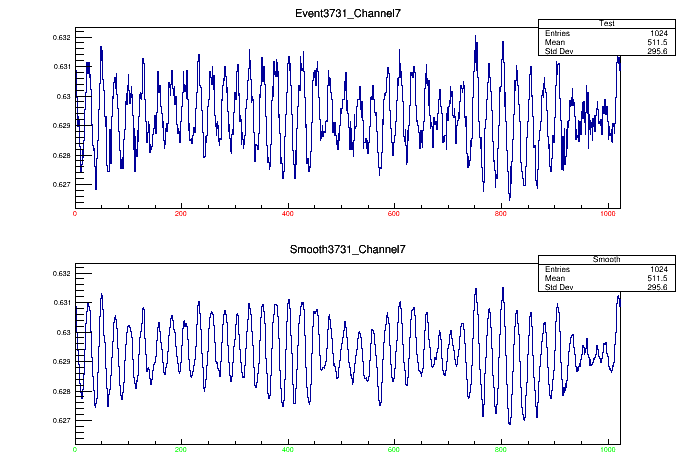 Event3731_Channel7
Test
Entries 1024
Mean 511.5
Std Dev 295.6
0.632
0.631
0.63
0.629
0.628
0.627
0 200 400 600 800 1000
Smooth3731_Channel7
Smooth
Entries 1024
Mean 511.5
Std Dev 295.6
0.632
0.631
0.63
0.629
0.628
0.627
0 200 400 600 800 1000